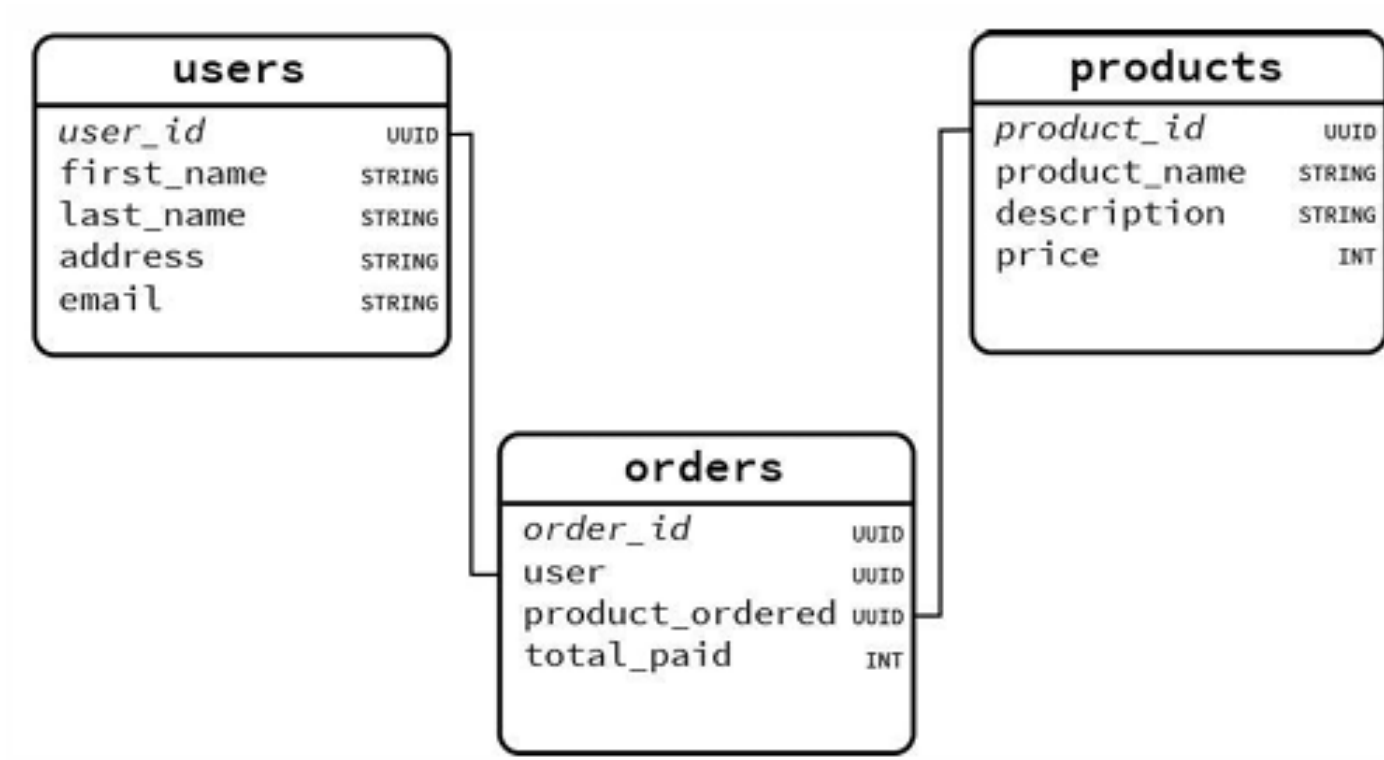 users
user_id UUID
first_name STRING
last_name STRING
address STRING
email STRING
products
product_id UUID
product_name STRING
description STRING
price INT
orders
order_id UUID
user UUID
product_ordered UUID
total_paid INT